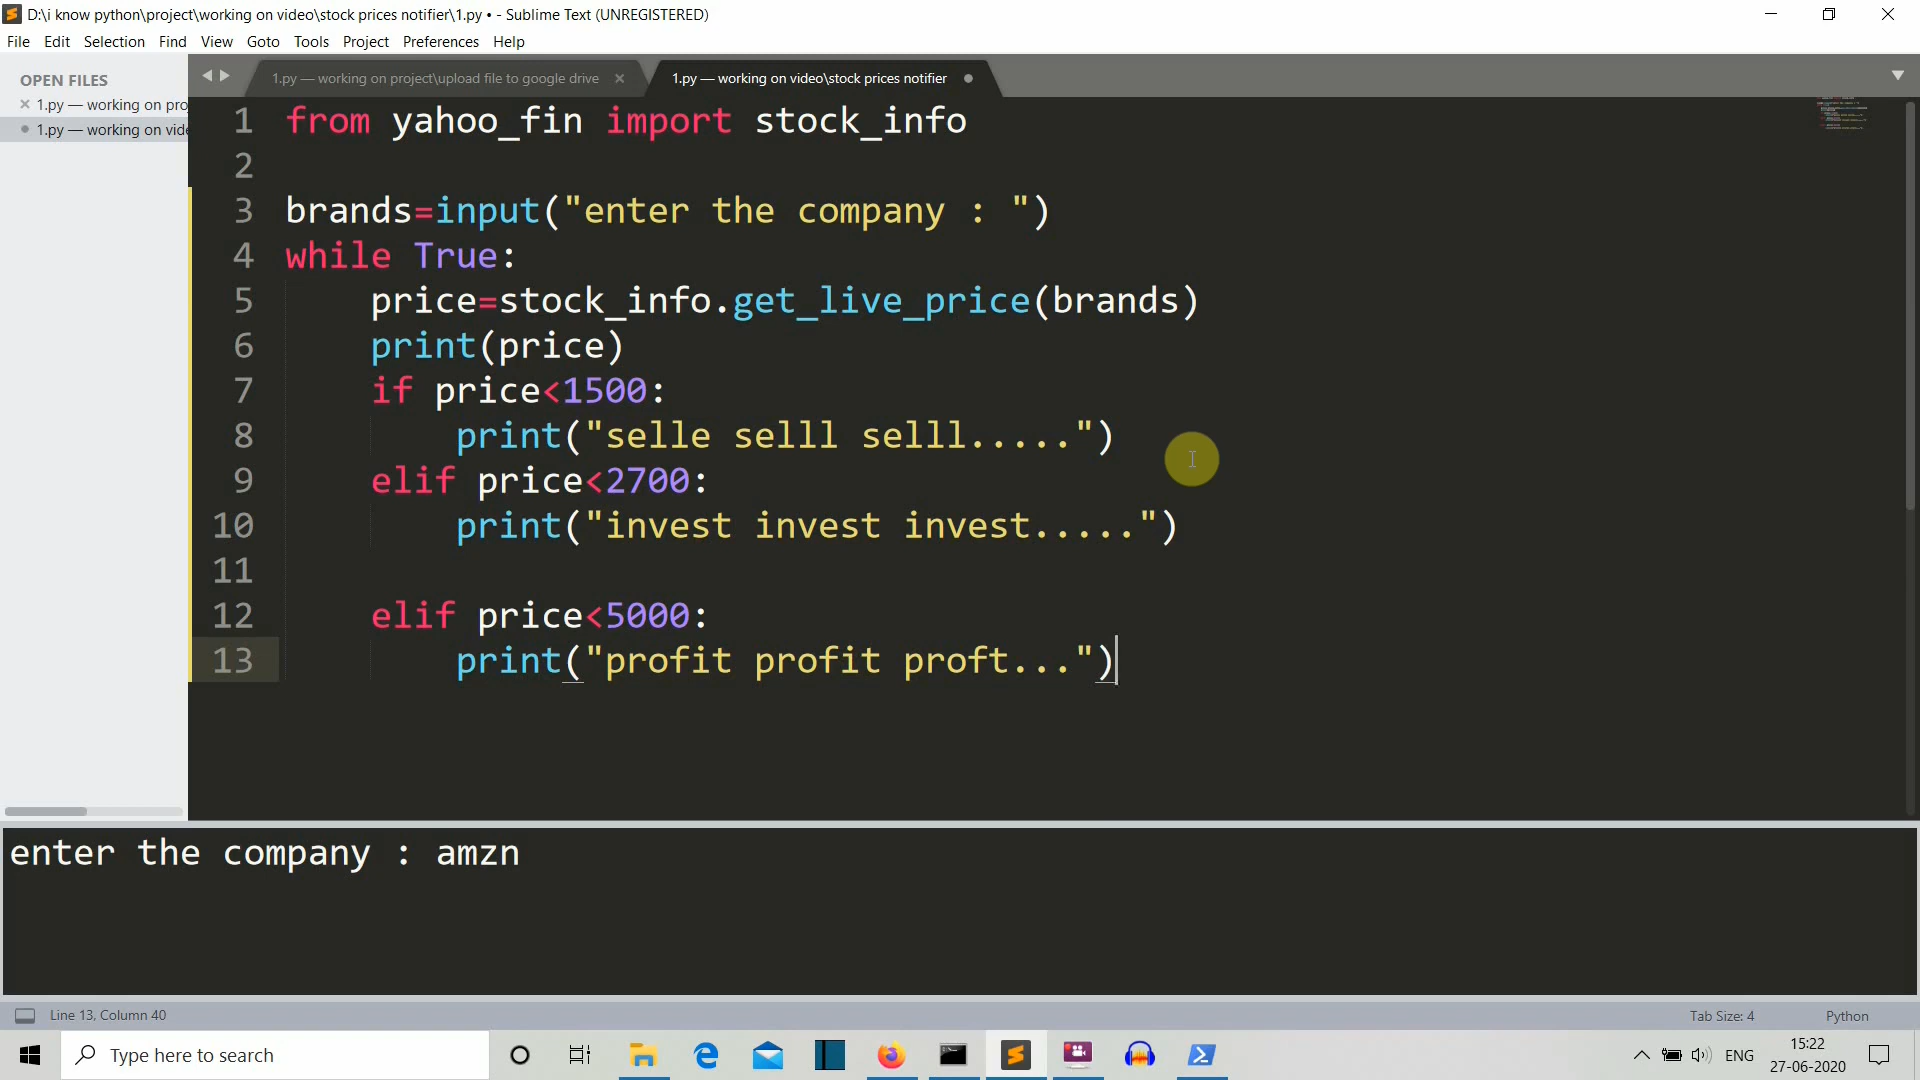 D:\i know python\project\working on video\stock prices notifier\1.py • - Sublime Text (UNREGISTERED)
File Edit Selection Find View Goto Tools Project Preferences Help
OPEN FILES
1.py — working on pro
1.py — working on vide
1.py — working on project\upload file to google drive
1.py — working on video\stock prices notifier
1 from yahoo_fin import stock_info
2
3 brands=input("enter the company : ")
4 while True:
5 price=stock_info.get_live_price(brands)
6 print(price)
7 if price<1500:
8 print("selle selll selll.....")
9 elif price<2700:
10 print("invest invest invest.....")
11
12 elif price<5000:
13 print("profit profit proft...")
enter the company : amzn
Line 13, Column 40
Tab Size: 4
Python
Type here to search
ENG
15:22
27-06-2020